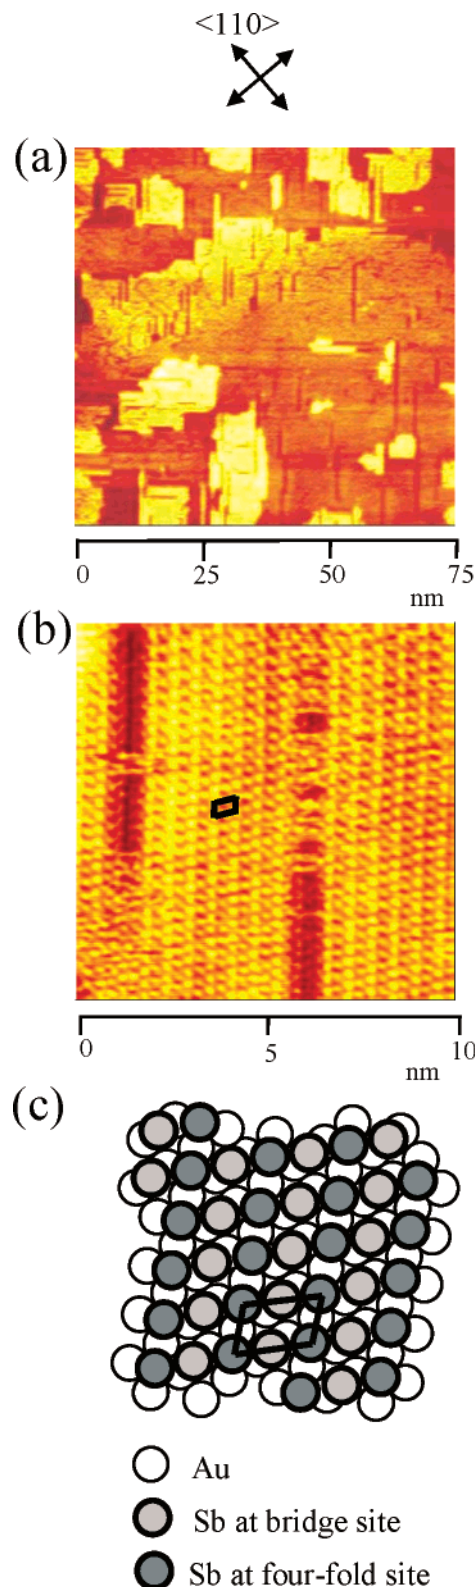 <110>
(a)
0 25 50 75
nm
(b)
0 5 10
nm
(c)
Au
Sb at bridge site
Sb at four-fold site